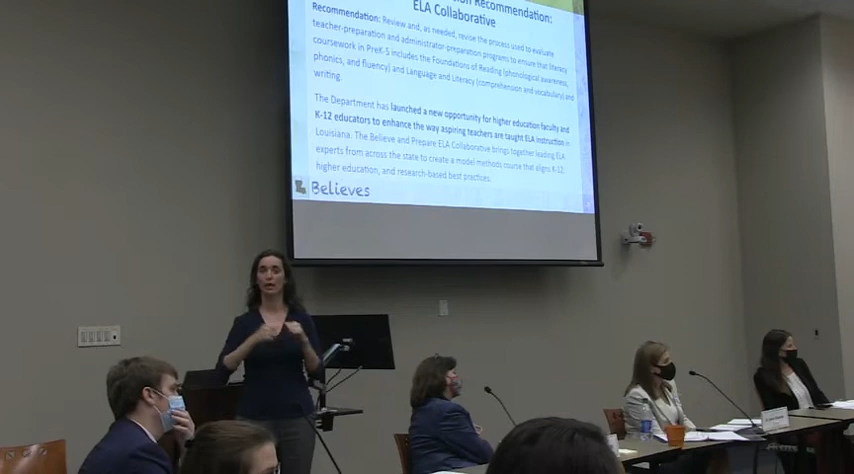 Recommendation:
ELA Collaborative
Recommendation: Review and, as needed, revise the process used to evaluate
teacher-preparation and administrator preparation programs to ensure that literacy
coursework in PreK-5 includes the Foundations of Reading (phonological awareness,
phonics, and fluency) and Language and Literacy (comprehension and vocabulary) and
writing.
The Department has launched a new opportunity for higher education faculty and
K-12 educators to enhance the way aspiring teachers are taught ELA instruction in
Louisiana. The Believe and Prepare ELA Collaborative brings together leading ELA
experts from across the state to create a model methods course that aligns K-12,
higher education, and research-based best practices.
Believes